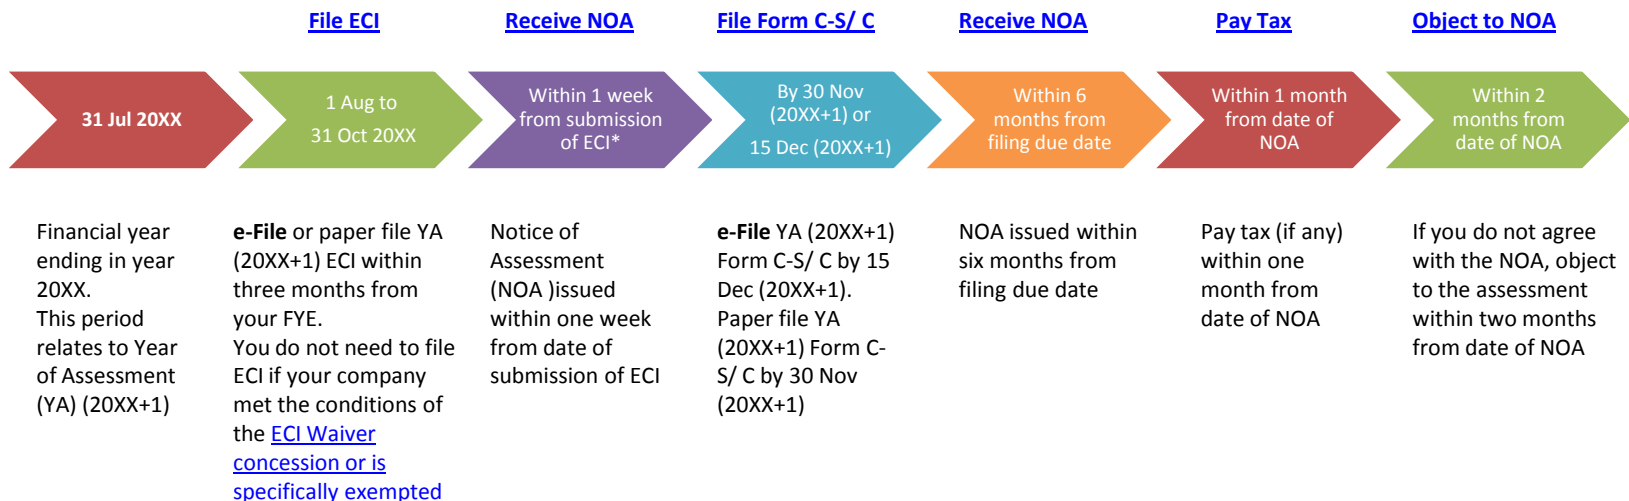 File ECI
Receive NOA
File Form C-S/ C
Receive NOA
Pay Tax
Object to NOA
31 Jul 20XX
1 Aug to
31 Oct 20XX
Within 1 week
from submission
of ECI*
By 30 Nov
(20XX+1) or
15 Dec (20XX+1)
Within 6
months from
filing due date
Within 1 month
from date of
NOA
Within 2
months from
date of NOA
Financial year
ending in year
20XX.
This period
relates to Year
of Assessment
(YA) (20XX+1)
e-File or paper file YA
(20XX+1) ECI within
three months from
your FYE.
You do not need to file
ECI if your company
met the conditions of
the ECI Waiver
concession or is
specifically exempted
Notice of
Assessment
(NOA )issued
within one week
from date of
submission of ECI
e-File YA (20XX+1)
Form C-S/ C by 15
Dec (20XX+1).
Paper file YA
(20XX+1) Form C-
S/ C by 30 Nov
(20XX+1)
NOA issued within
six months from
filing due date
Pay tax (if any)
within one
month from
date of NOA
If you do not agree
with the NOA, object
to the assessment
within two months
from date of NOA